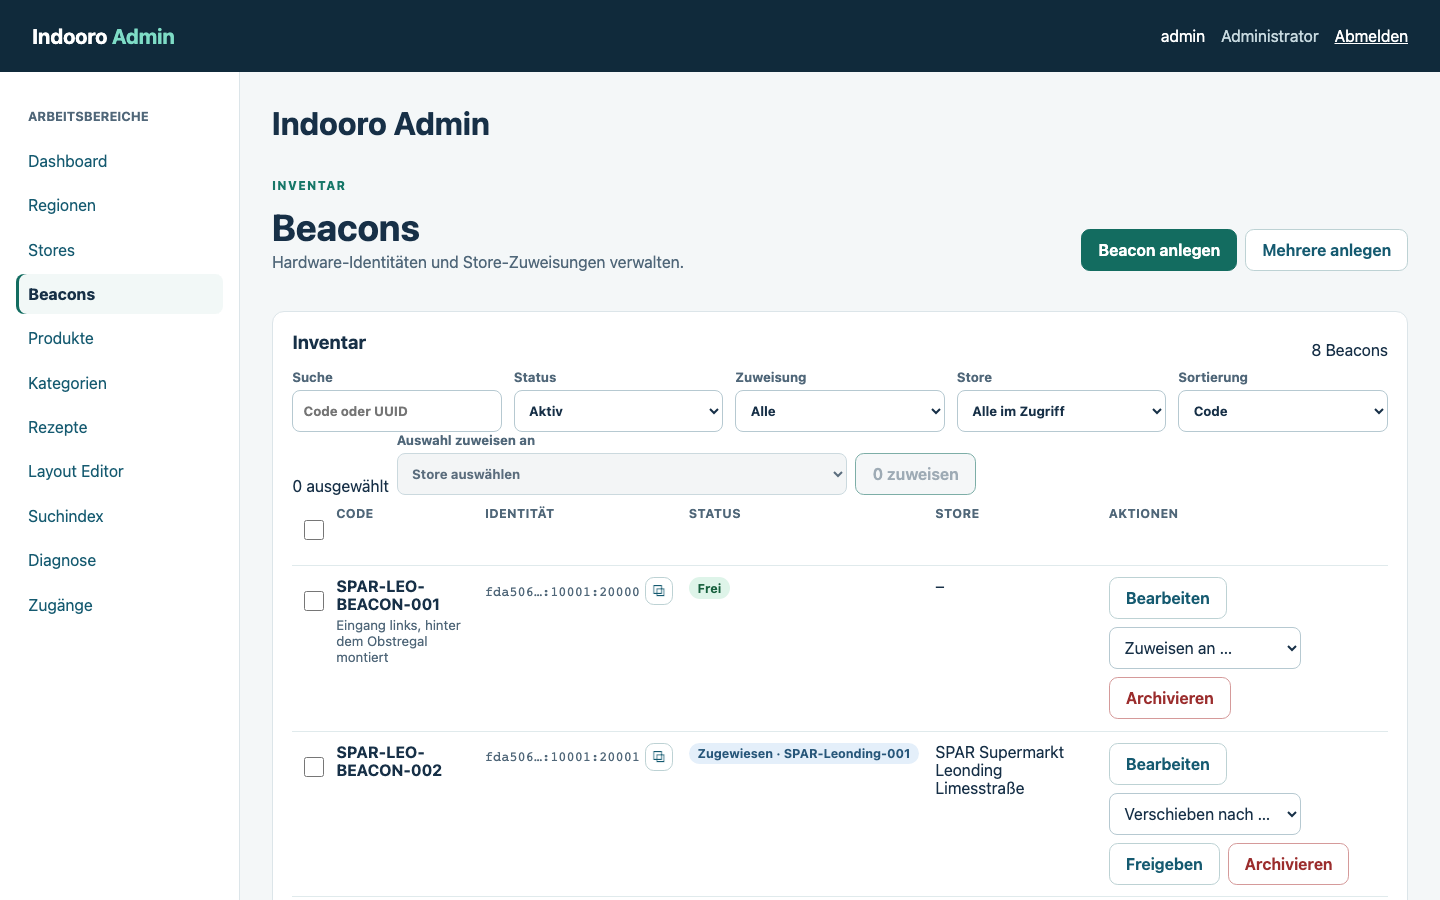 Indooro Admin
admin Administrator Abmelden
ARBEITSBEREICHE
Dashboard
Regionen
Stores
Beacons
Produkte
Kategorien
Rezepte
Layout Editor
Suchindex
Diagnose
Zugänge
Indooro Admin
INVENTAR
Beacons
Hardware-Identitäten und Store-Zuweisungen verwalten.
Beacon anlegen
Mehrere anlegen
Inventar
8 Beacons
Suche
Status
Zuweisung
Store
Sortierung
Code oder UUID
Aktiv
Alle
Alle im Zugriff
Code
0 ausgewählt
Auswahl zuweisen an
Store auswählen
0 zuweisen
CODE
IDENTITÄT
STATUS
STORE
AKTIONEN
SPAR-LEO-
BEACON-001
Eingang links, hinter
dem Obstregal
montiert
fda506…:10001:20000
Frei
–
Bearbeiten
Zuweisen an ...
Archivieren
SPAR-LEO-
BEACON-002
fda506…:10001:20001
Zugewiesen · SPAR-Leonding-001
SPAR Supermarkt
Leonding
Limesstraße
Bearbeiten
Verschieben nach ...
Freigeben
Archivieren